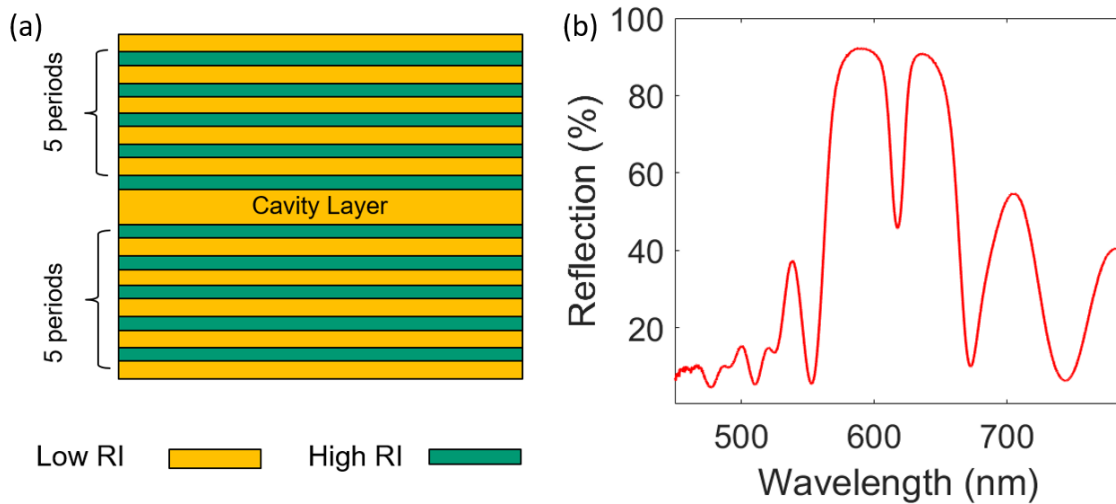 (a)
5 periods
Cavity Layer
5 periods
Low RI
High RI
(b)
100
80
60
40
20
Reflection (%)
500
600
700
Wavelength (nm)